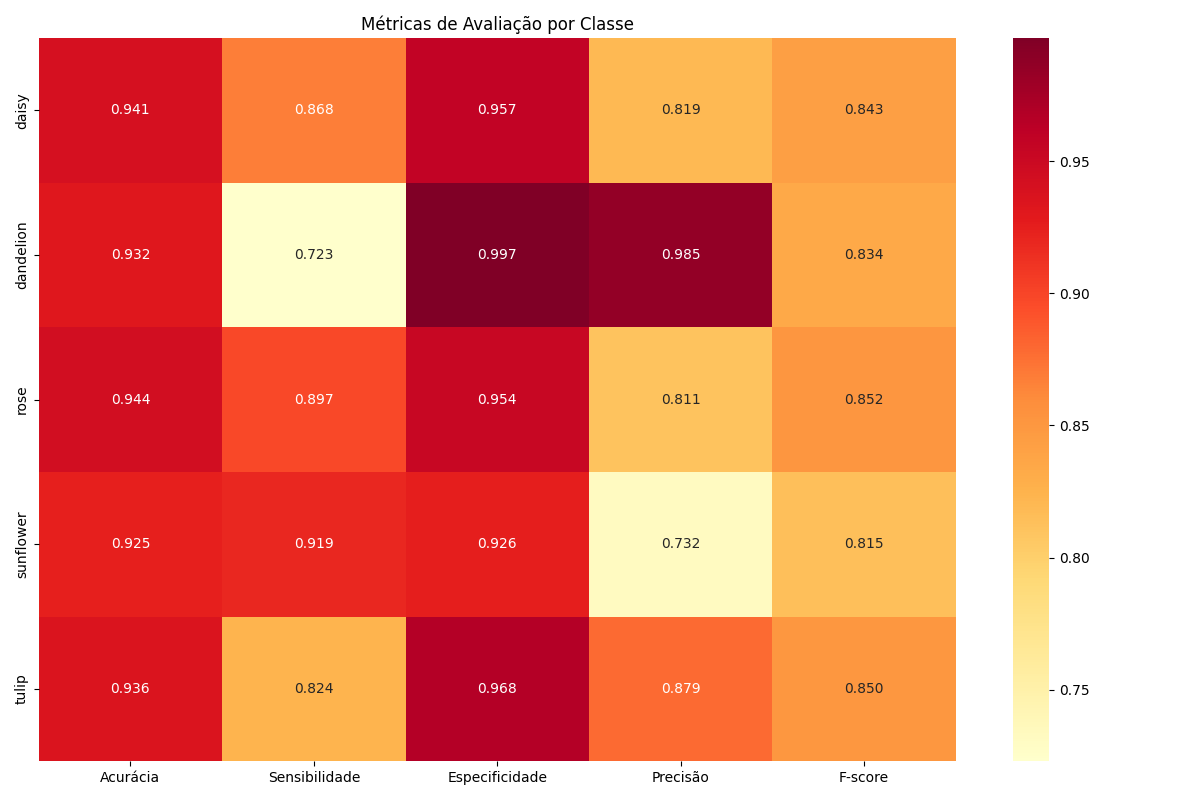 Métricas de Avaliação por Classe
daisy 0.941 0.868 0.957 0.819 0.843
dandelion 0.932 0.723 0.997 0.985 0.834
rose 0.944 0.897 0.954 0.811 0.852
sunflower 0.925 0.919 0.926 0.732 0.815
tulip 0.936 0.824 0.968 0.879 0.850
Acurácia Sensibilidade Especificidade Precisão F-score
0.95
0.90
0.85
0.80
0.75